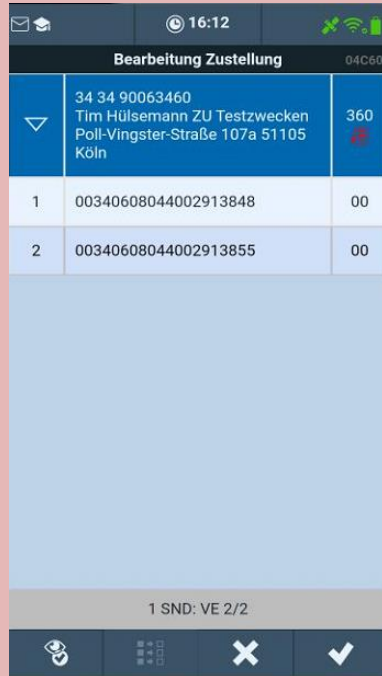 16:12
Bearbeitung Zustellung 04C60
34 34 90063460
Tim Hülsemann ZU Testzwecken
Poll-Vingster-Straße 107a 51105
Köln
360
1 00340608044002913848 00
2 00340608044002913855 00
1 SND: VE 2/2